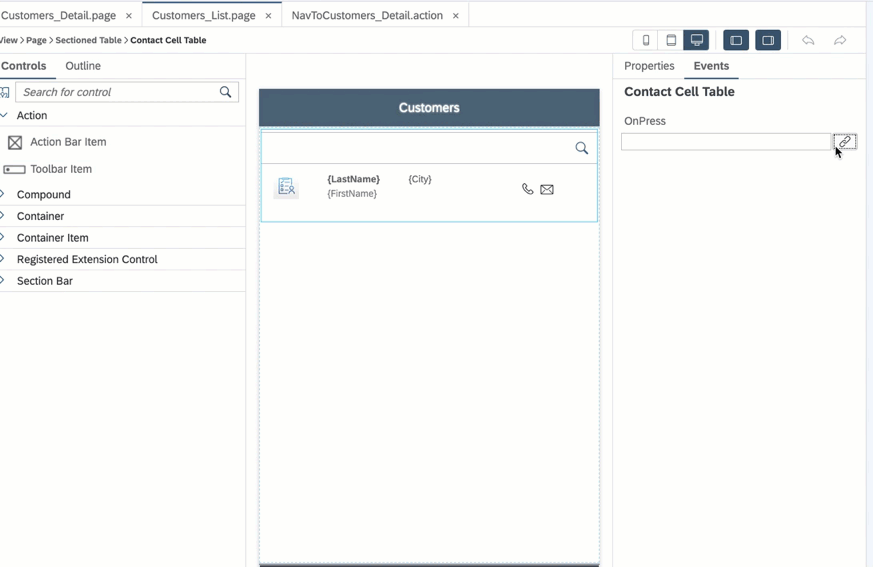 Customers_Detail.page ×
Customers_List.page ×
NavToCustomers_Detail.action ×
View > Page > Sectioned Table > Contact Cell Table
Controls
Outline
Search for control
Action
Action Bar Item
Toolbar Item
Compound
Container
Container Item
Registered Extension Control
Section Bar
Customers
{LastName}
{City}
{FirstName}
Properties
Events
Contact Cell Table
OnPress